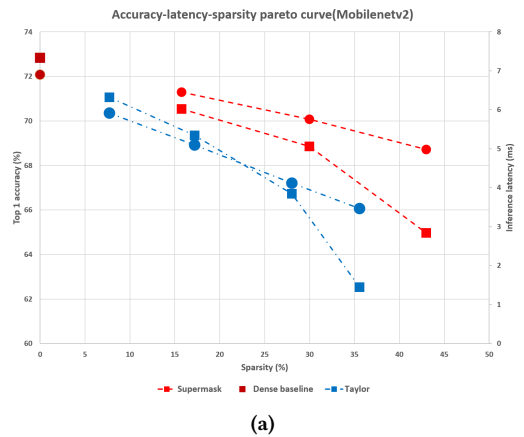 Accuracy-latency-sparsity pareto curve(Mobilenetv2)
74
72
70
68
66
64
62
60
Top 1 accuracy (%)
8
7
6
5
4
3
2
1
0
Inference latency (ms)
0 5 10 15 20 25 30 35 40 45 50
Sparsity (%)
Supermask Dense baseline Taylor
(a)